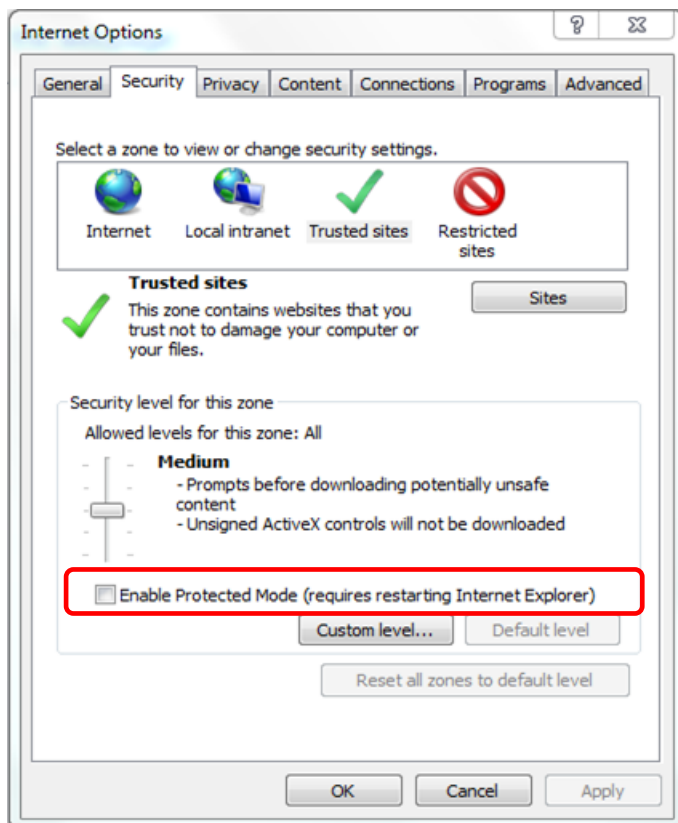 Internet Options
General Security Privacy Content Connections Programs Advanced
Select a zone to view or change security settings.
Internet Local intranet Trusted sites Restricted
sites
Trusted sites
Sites
This zone contains websites that you
trust not to damage your computer or
your files.
Security level for this zone
Allowed levels for this zone: All
Medium
- Prompts before downloading potentially unsafe
content
- Unsigned ActiveX controls will not be downloaded
Enable Protected Mode (requires restarting Internet Explorer)
Custom level... Default level
Reset all zones to default level
OK Cancel Apply